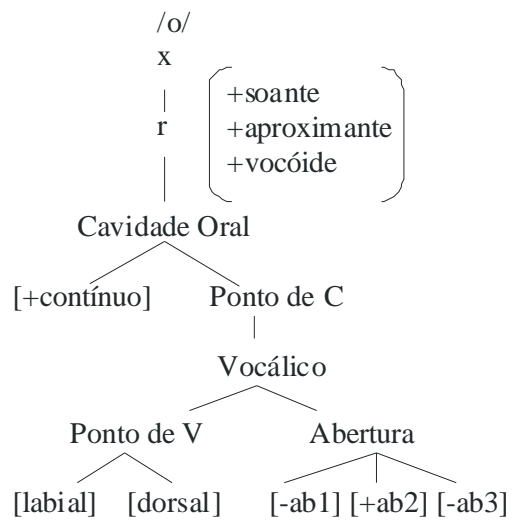 /o/
x
+soante
r +aproximante
+vocóide
Cavidade Oral
[+contínuo] Ponto de C
Vocálico
Ponto de V Abertura
[labial] [dorsal] [-ab1] [+ab2] [-ab3]